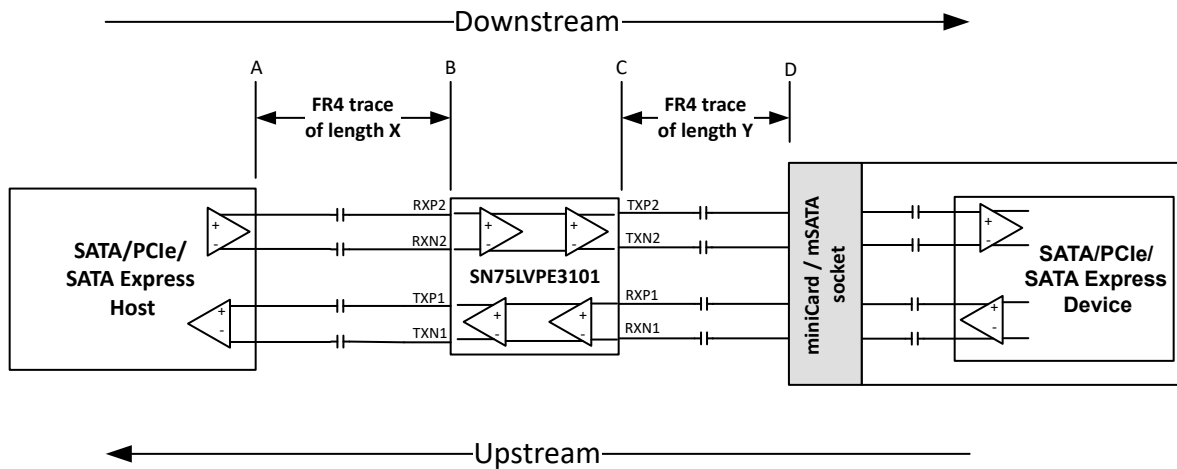 Downstream
A
B
C
D
FR4 trace
of length X
FR4 trace
of length Y
SATA/PCIe/
SATA Express
Host
+
-
+
-
RXP2
RXN2
TXP1
TXN1
+
-
+
-
SN75LVPE3101
+
-
+
-
TXP2
TXN2
RXP1
RXN1
miniCard / mSATA
socket
+
-
+
-
SATA/PCIe/
SATA Express
Device
Upstream